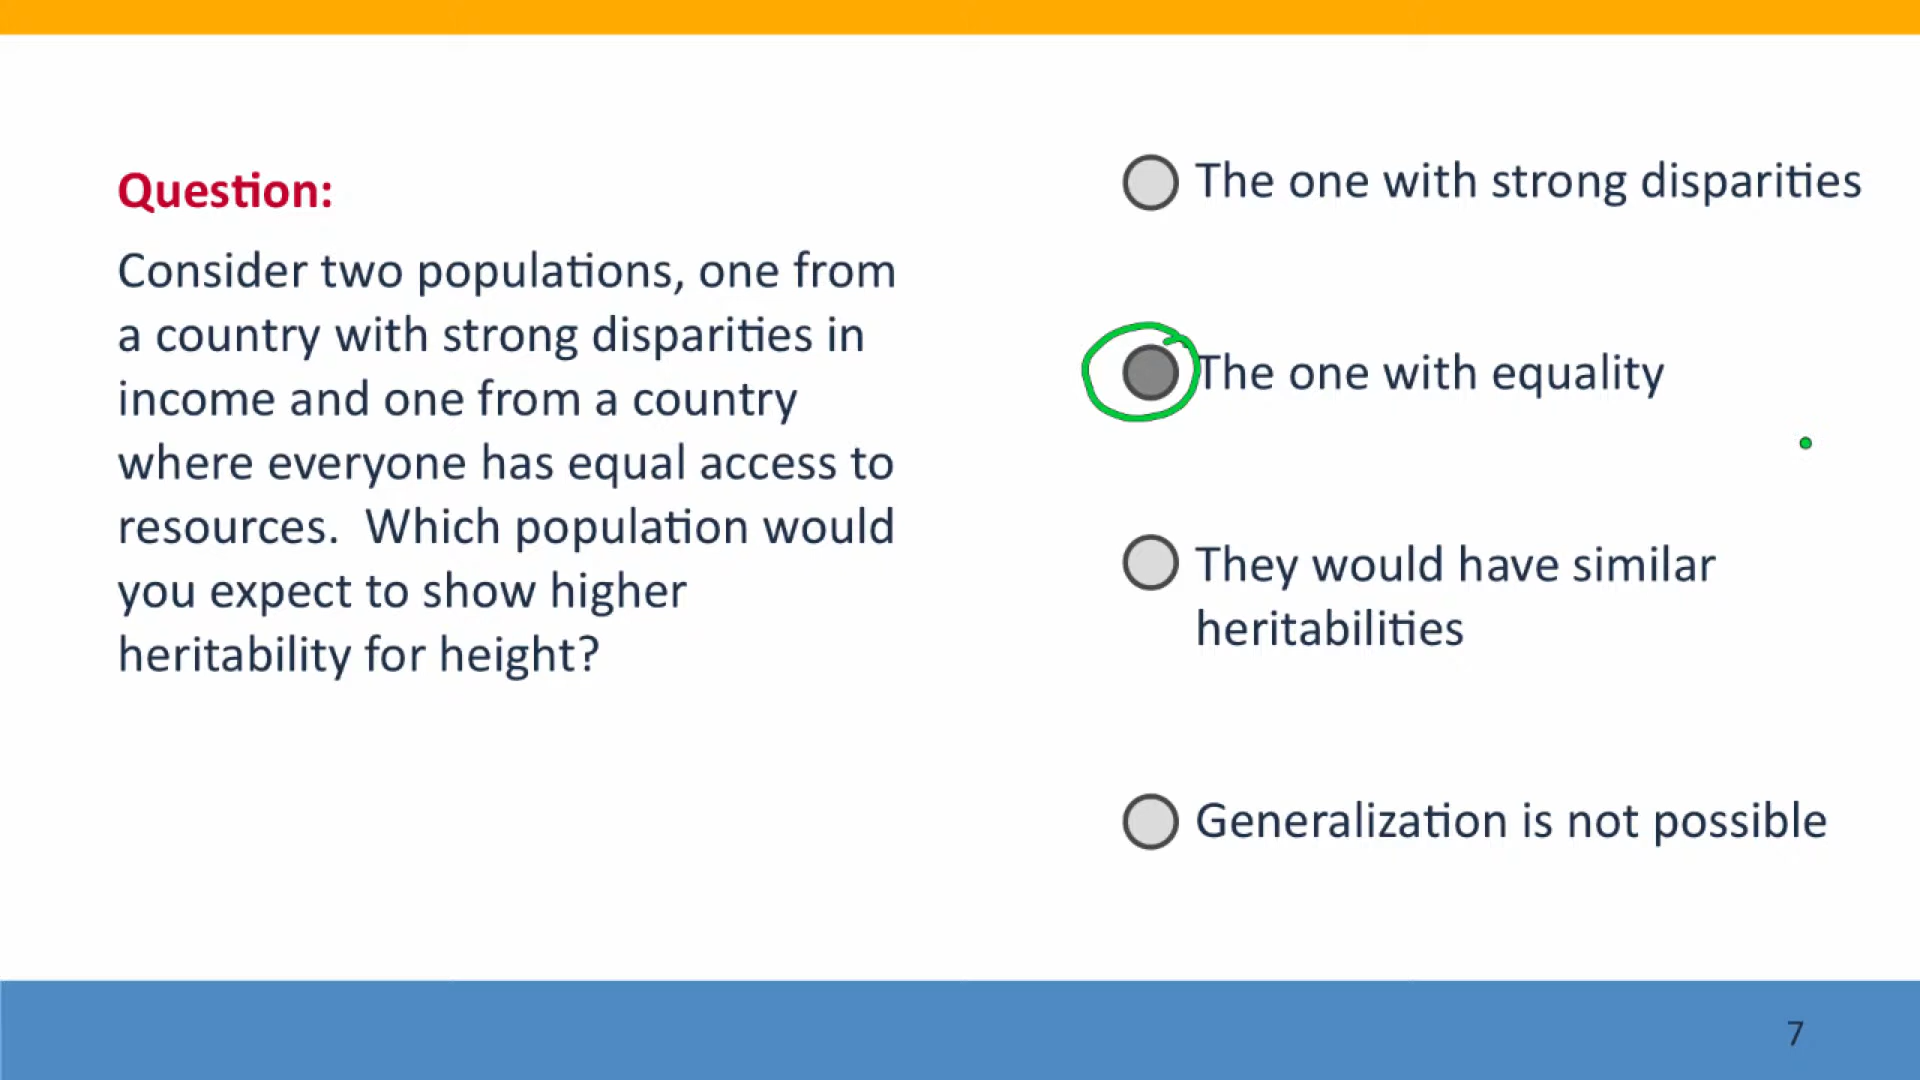 Question:
Consider two populations, one from
a country with strong disparities in
income and one from a country
where everyone has equal access to
resources.  Which population would
you expect to show higher
heritability for height?
The one with strong disparities
The one with equality
They would have similar
heritabilities
Generalization is not possible
7